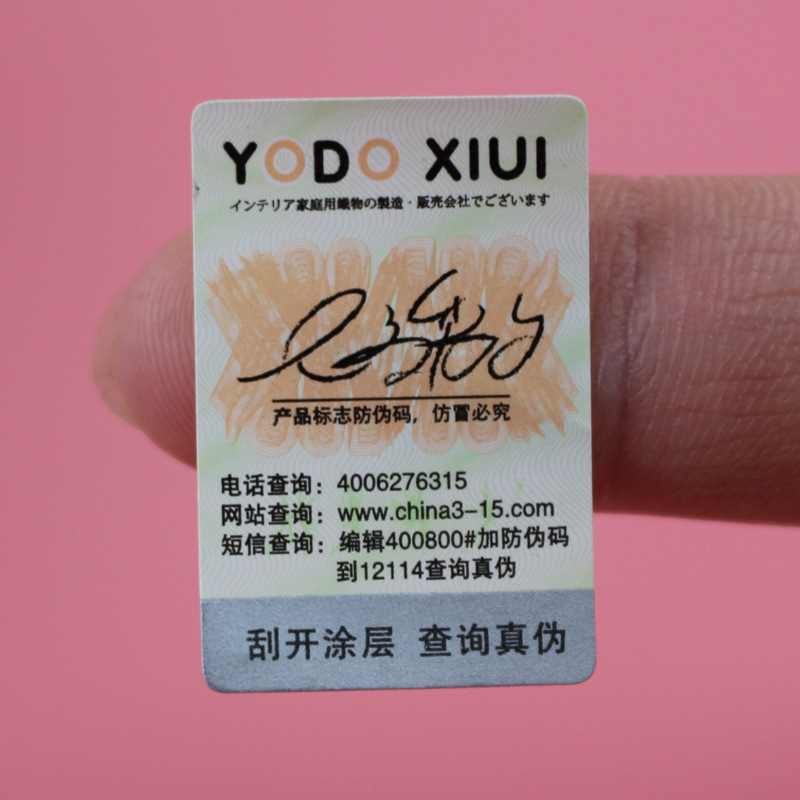 YODO XIUI
インテリア家庭用織物の製造・販売会社でございます
产品标志防伪码，仿冒必究
电话查询：4006276315
网站查询：www.china3-15.com
短信查询：编辑400800#加防伪码
到12114查询真伪
刮开涂层 查询真伪